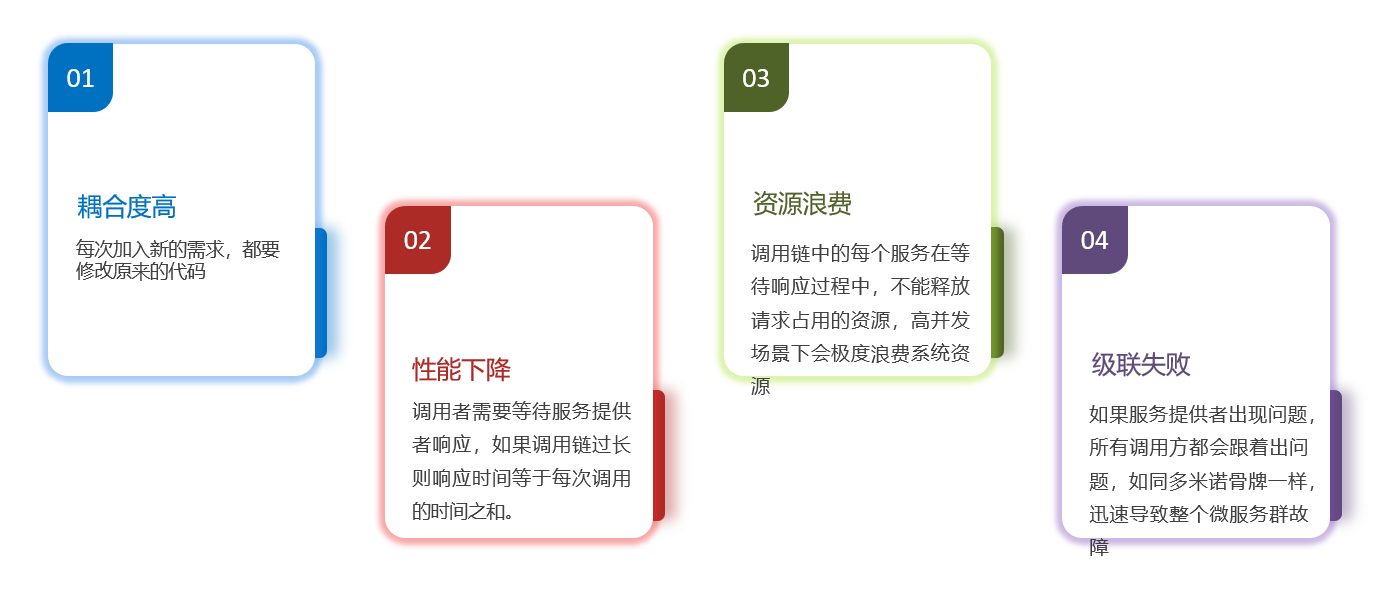 01
耦合度高
每次加入新的需求，都要
修改原来的代码
02
性能下降
调用者需要等待服务提供
者响应，如果调用链过长
则响应时间等于每次调用
的时间之和。
03
资源浪费
调用链中的每个服务在等
待响应过程中，不能释放
请求占用的资源，高并发
场景下会极度浪费系统资
源
04
级联失败
如果服务提供者出现问题，
所有调用方都会跟着出问
题，如同多米诺骨牌一样，
迅速导致整个微服务群故
障